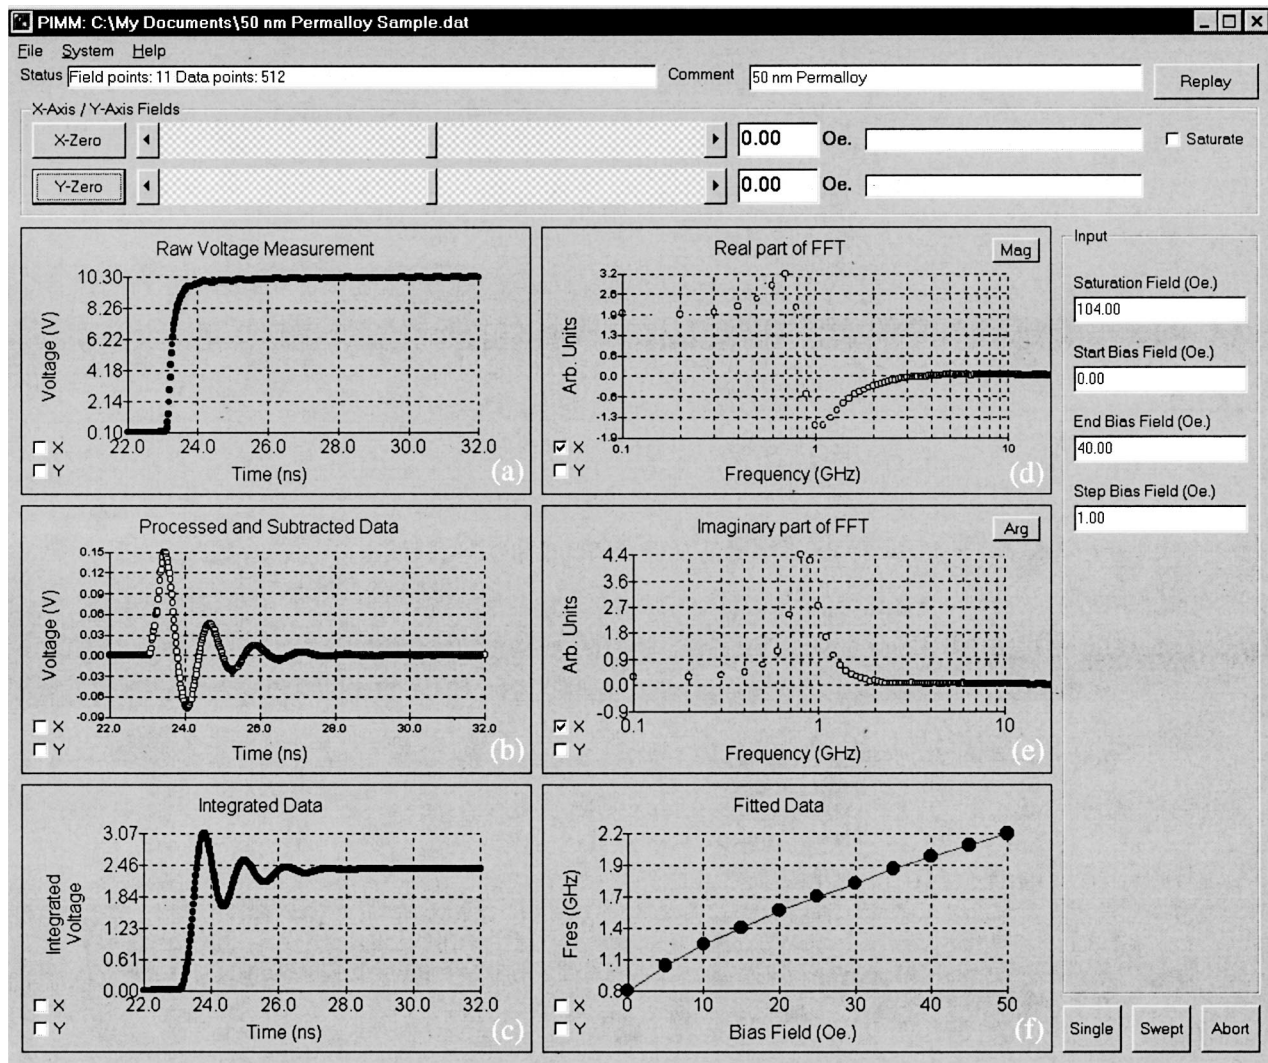 PIMM: C:\My Documents\50 nm Permalloy Sample.dat
File System Help
Status Field points: 11 Data points: 512 Comment 50 nm Permalloy Replay
X-Axis / Y-Axis Fields
X-Zero 0.00 Oe. Saturate
Y-Zero 0.00 Oe.
Raw Voltage Measurement
Voltage (V)
10.30
8.26
6.22
4.18
2.14
0.10
22.0 24.0 26.0 28.0 30.0 32.0
X
Y
Time (ns)
(a)
Real part of FFT
Mag
Arb. Units
3.2
2.6
1.9
1.3
0.6
0.0
-0.6
-1.3
-1.9
0.1 1 10
X
Y
Frequency (GHz)
(d)
Input
Saturation Field (Oe.)
104.00
Start Bias Field (Oe.)
0.00
End Bias Field (Oe.)
40.00
Step Bias Field (Oe.)
1.00
Processed and Subtracted Data
Voltage (V)
0.15
0.12
0.09
0.06
0.03
0.00
-0.03
-0.06
-0.09
22.0 24.0 26.0 28.0 30.0 32.0
X
Y
Time (ns)
(b)
Imaginary part of FFT
Arg
Arb. Units
4.4
3.6
2.7
1.8
0.9
0.0
-0.9
0.1 1 10
X
Y
Frequency (GHz)
(e)
Integrated Data
Integrated
Voltage
3.07
2.46
1.84
1.23
0.61
0.00
22.0 24.0 26.0 28.0 30.0 32.0
X
Y
Time (ns)
(c)
Fitted Data
Fres (GHz)
2.2
1.9
1.7
1.4
1.1
0.8
0 10 20 30 40 50
X
Y
Bias Field (Oe.)
(f)
Single Swept Abort